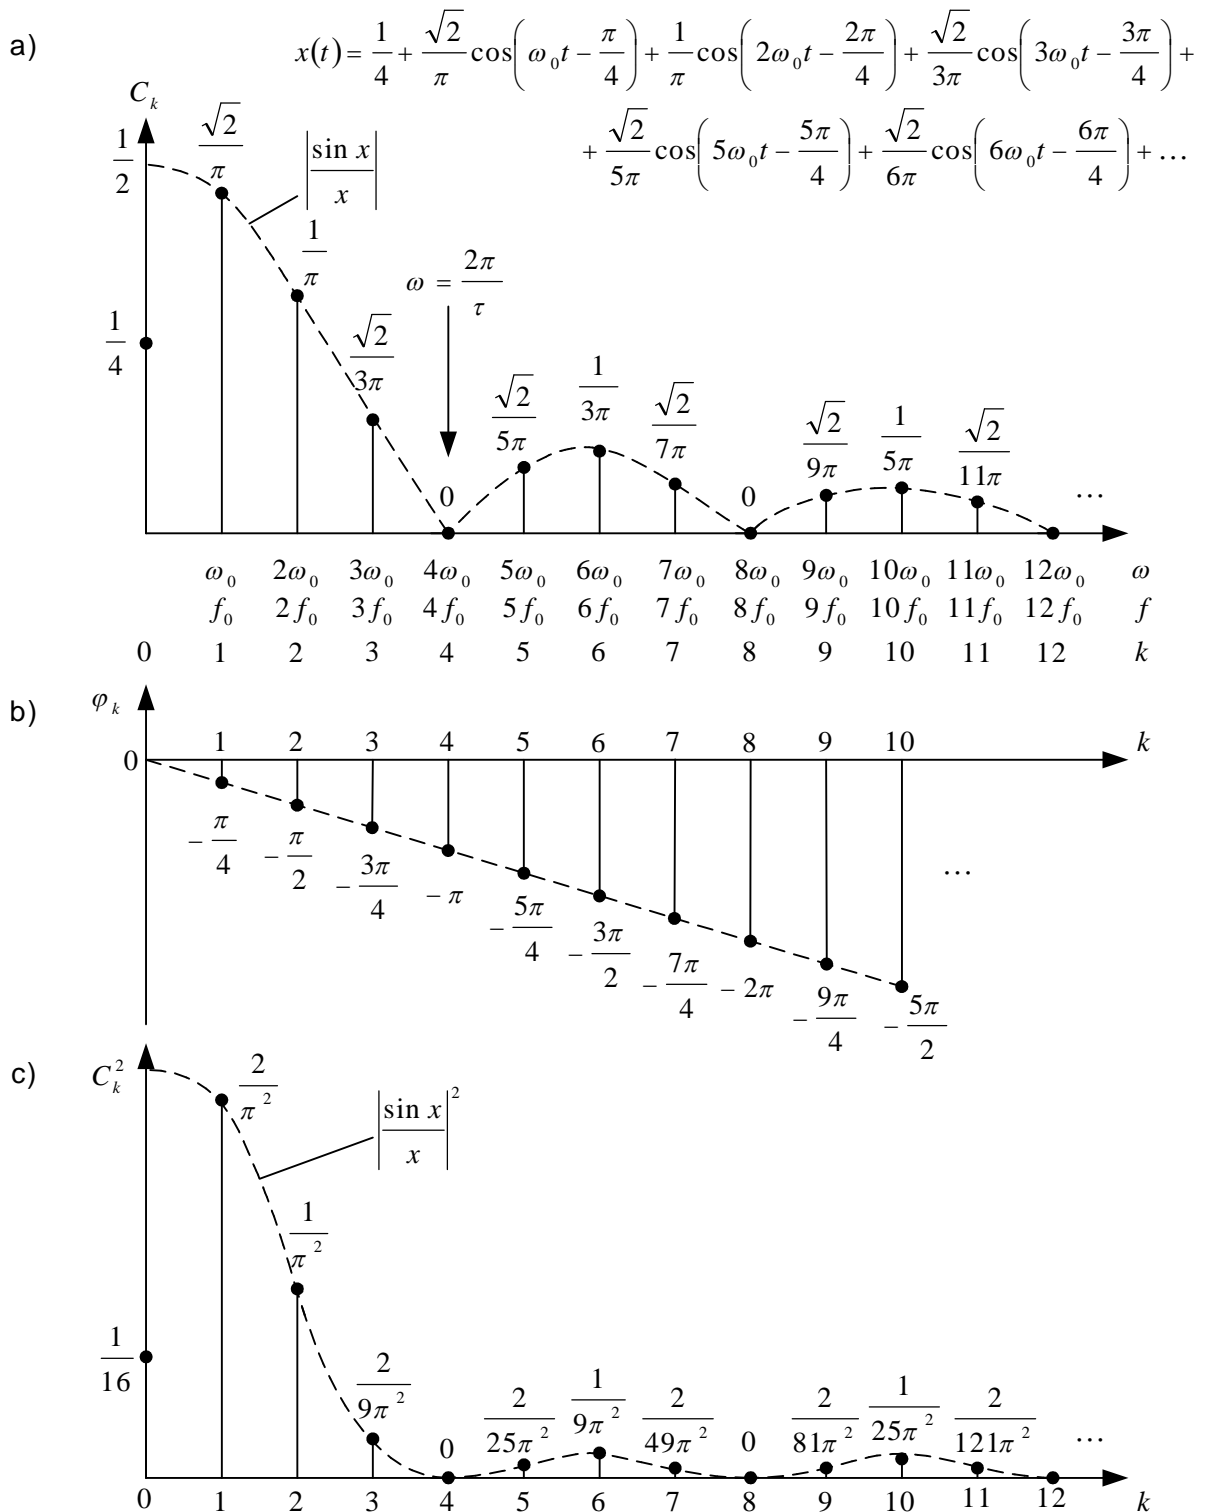 a)
x(t) = 1/4 + √2/π cos(ω₀t − π/4) + 1/π cos(2ω₀t − 2π/4) + √2/3π cos(3ω₀t − 3π/4) +
+ √2/5π cos(5ω₀t − 5π/4) + √2/6π cos(6ω₀t − 6π/4) + …
C_k
1/2
√2/π
|sin x / x|
1/π
ω = 2π/τ
1/4
√2/3π
0
√2/5π
1/3π
√2/7π
0
√2/9π
1/5π
√2/11π
…
ω₀ 2ω₀ 3ω₀ 4ω₀ 5ω₀ 6ω₀ 7ω₀ 8ω₀ 9ω₀ 10ω₀ 11ω₀ 12ω₀ ω
f₀ 2f₀ 3f₀ 4f₀ 5f₀ 6f₀ 7f₀ 8f₀ 9f₀ 10f₀ 11f₀ 12f₀ f
0 1 2 3 4 5 6 7 8 9 10 11 12 k
b)
φ_k
0 1 2 3 4 5 6 7 8 9 10 k
−π/4
−π/2
−3π/4
−π
−5π/4
−3π/2
−7π/4
−2π
−9π/4
−5π/2
…
c)
C_k²
2/π²
|sin x / x|²
1/π²
1/16
2/9π²
0
2/25π²
1/9π²
2/49π²
0
2/81π²
1/25π²
2/121π²
…
0 1 2 3 4 5 6 7 8 9 10 11 12 k